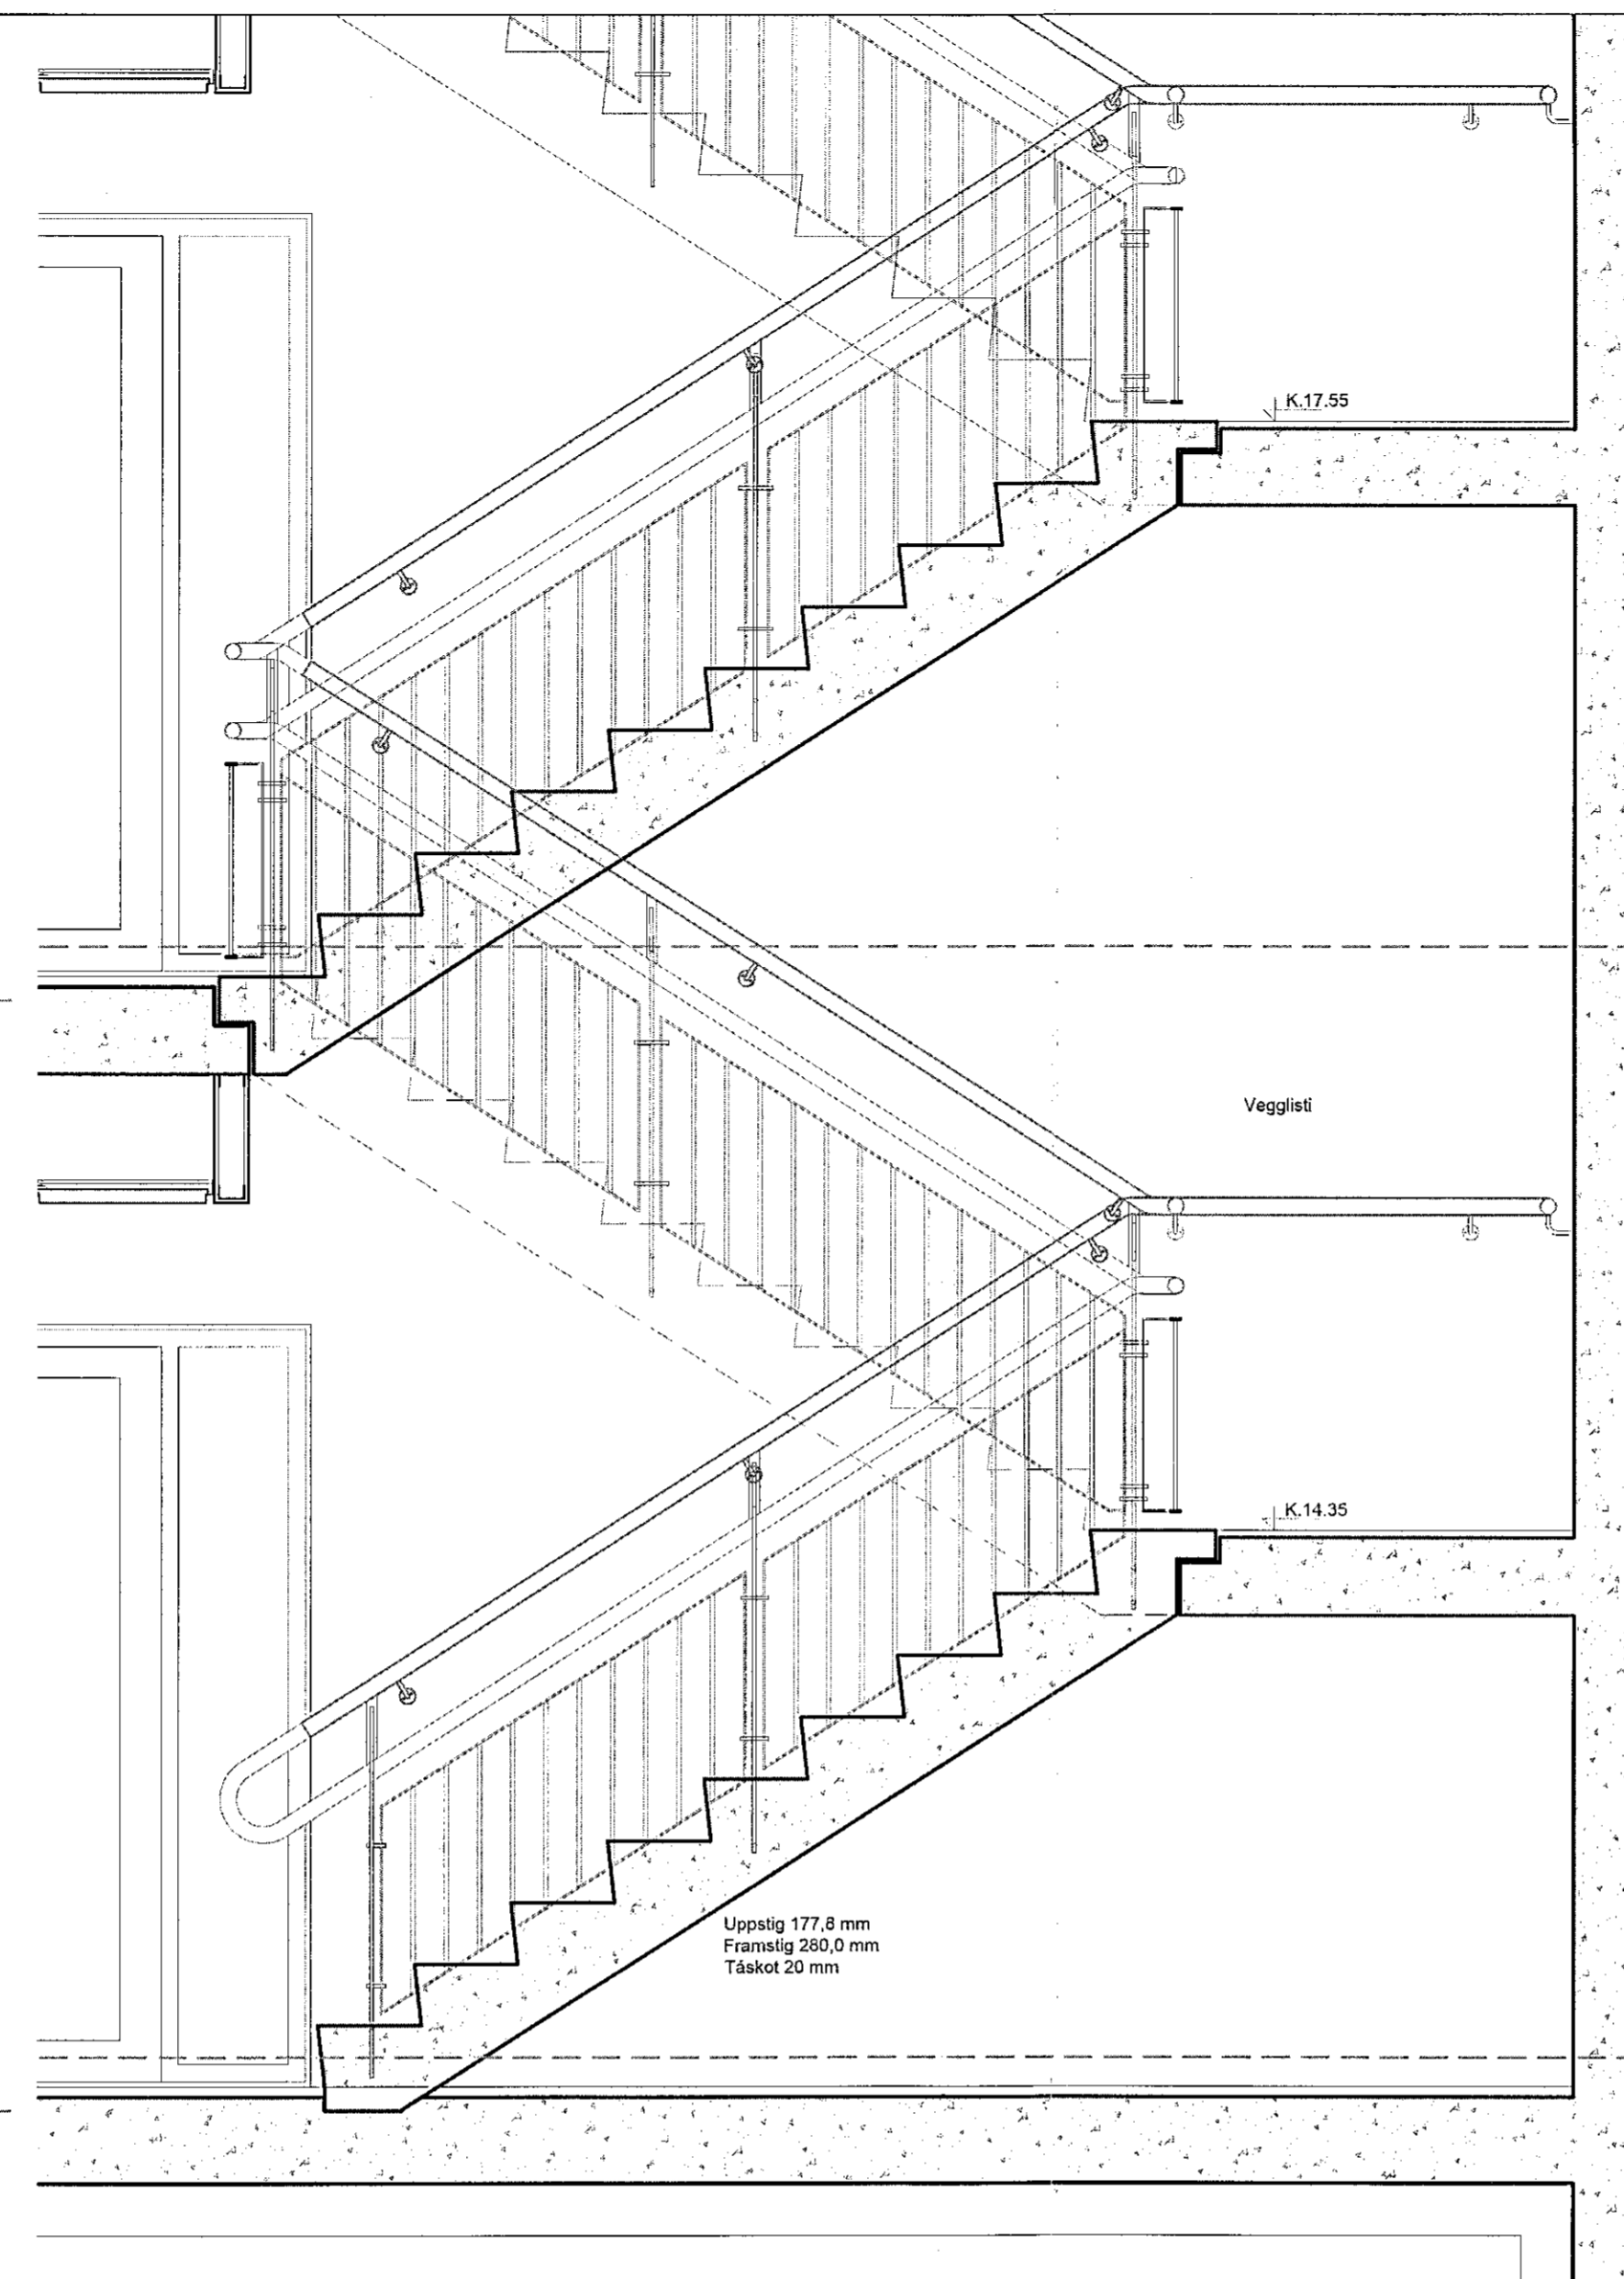 K.17.55
Vegglisti
K.14.35
Uppstig 177,8 mm
Framstig 280,0 mm
Táskot 20 mm